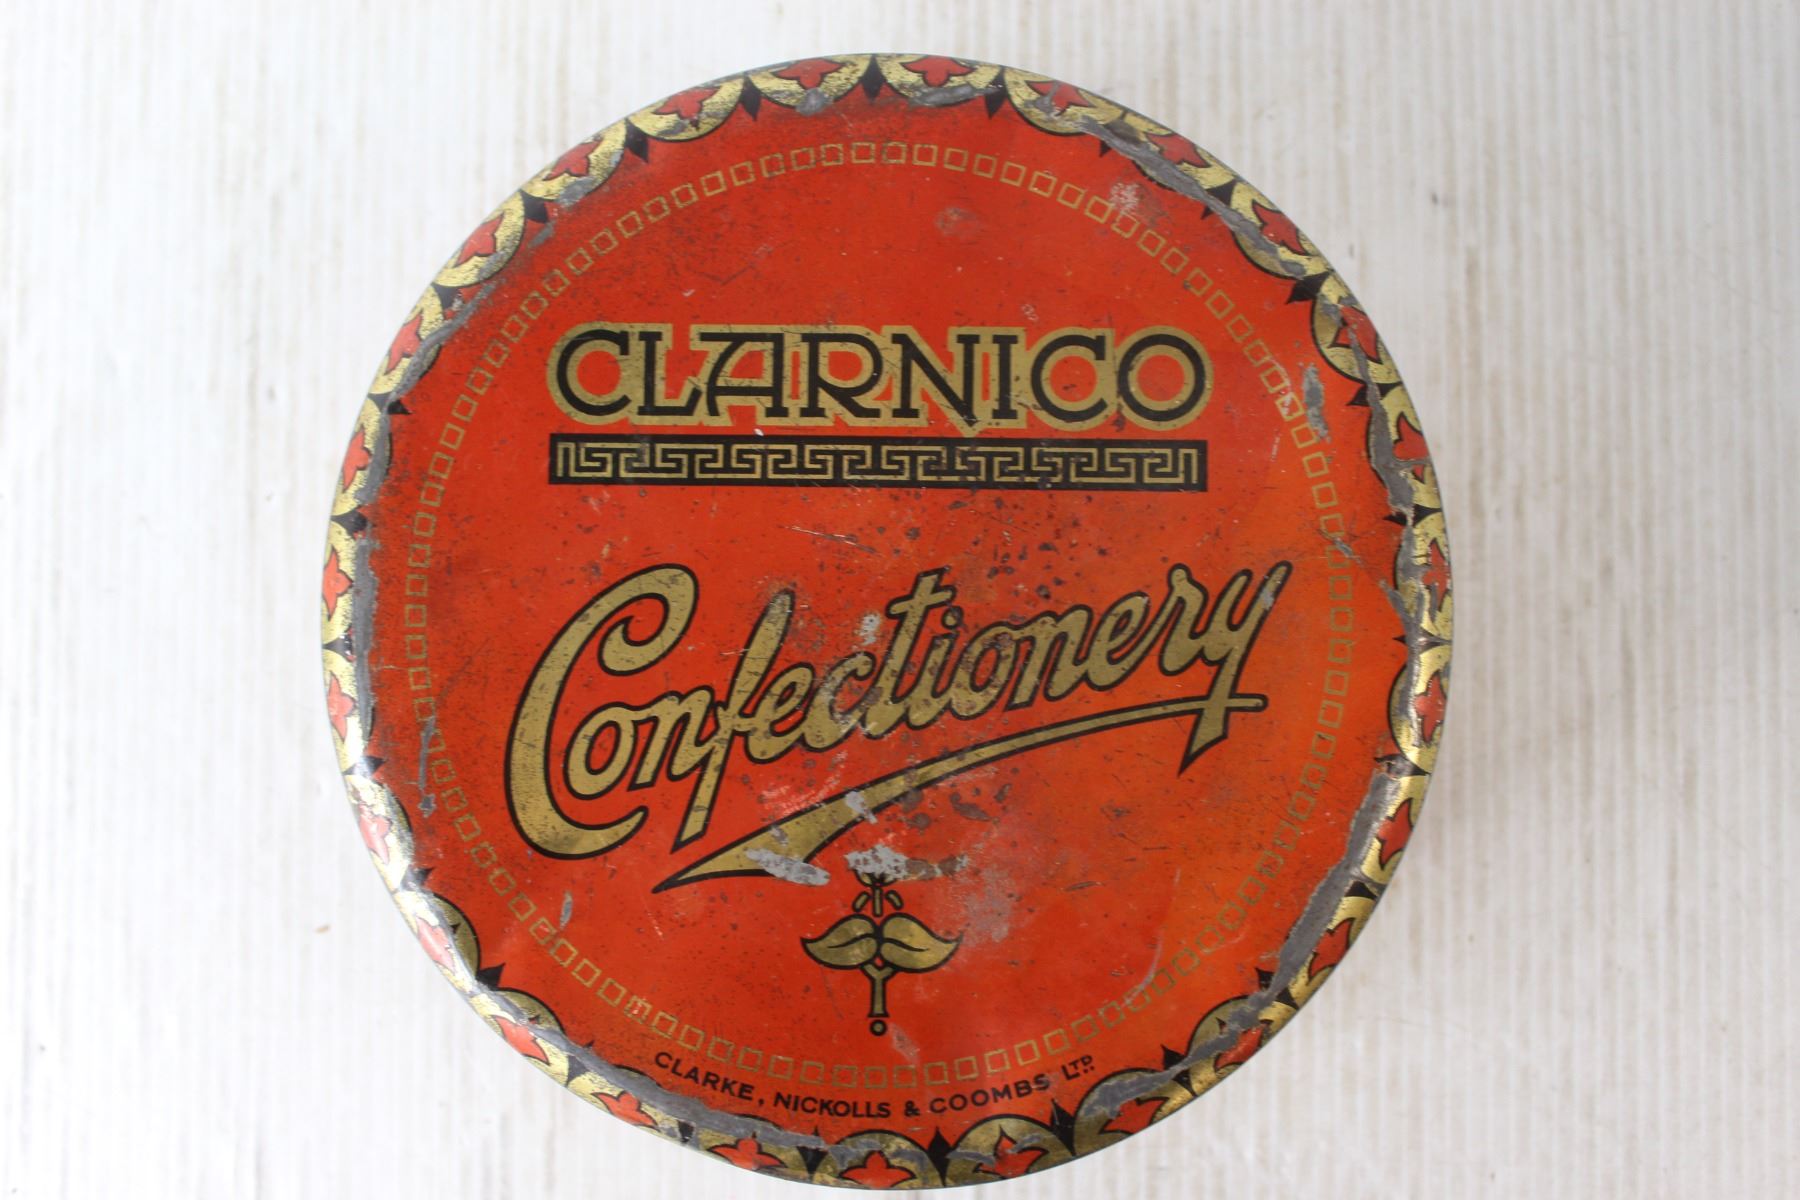 CLARNICO
Confectionery
CLARKE, NICKOLLS & COOMBS LTD.